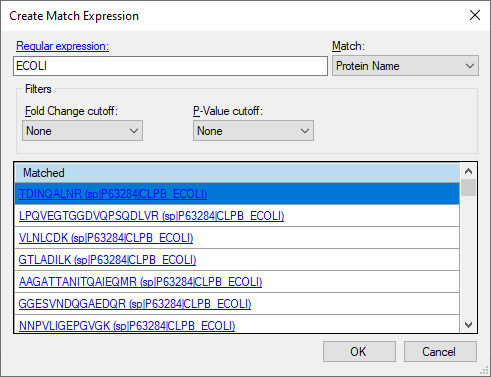 Create Match Expression
Regular expression:
Match:
ECOLI
Protein Name
Filters
Fold Change cutoff:
P-Value cutoff:
None
None
Matched
TDINQALNR (sp|P63284|CLPB_ECOLI)
LPQVEGTGGDVQPSQDLVR (sp|P63284|CLPB_ECOLI)
VLNLCDK (sp|P63284|CLPB_ECOLI)
GTLADILK (sp|P63284|CLPB_ECOLI)
AAGATTANITQAIEQMR (sp|P63284|CLPB_ECOLI)
GGESVNDQGAEDQR (sp|P63284|CLPB_ECOLI)
NNPVLIGEPGVGK (sp|P63284|CLPB_ECOLI)
OK
Cancel